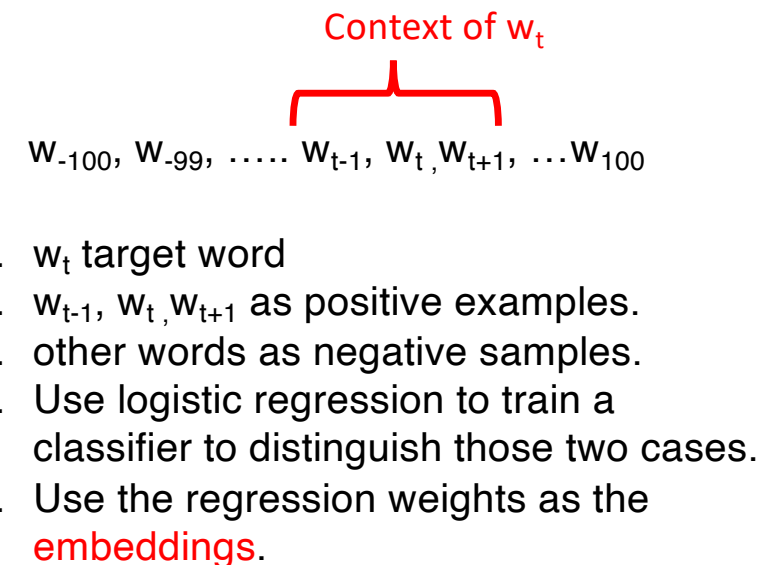 Context of wₜ
w₋₁₀₀, w₋₉₉, ..... wₜ₋₁, wₜ ,wₜ₊₁, ...w₁₀₀
. wₜ target word
. wₜ₋₁, wₜ ,wₜ₊₁ as positive examples.
. other words as negative samples.
. Use logistic regression to train a
classifier to distinguish those two cases.
. Use the regression weights as the
embeddings.